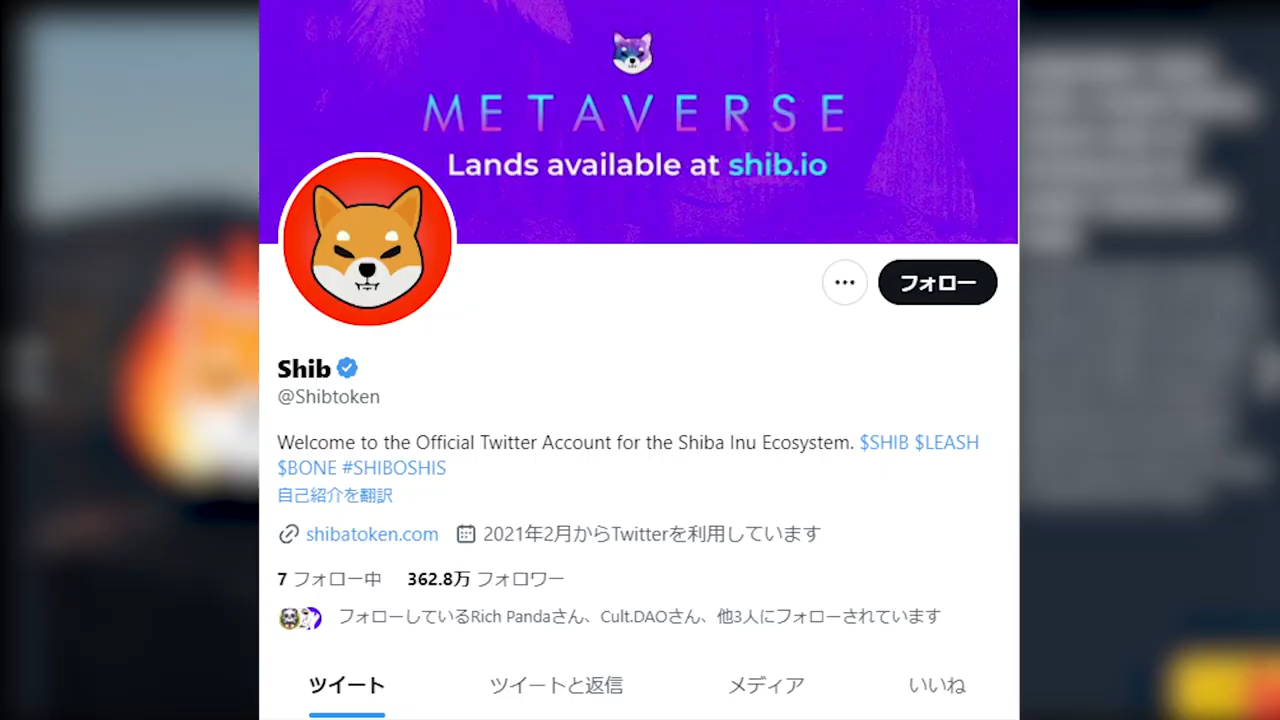 METAVERSE
Lands available at shib.io
フォロー
Shib
@Shibtoken
Welcome to the Official Twitter Account for the Shiba Inu Ecosystem. $SHIB $LEASH
$BONE #SHIBOSHIS
自己紹介を翻訳
shibatoken.com 2021年2月からTwitterを利用しています
7 フォロー中 362.8万 フォロワー
フォローしているRich Pandaさん、Cult.DAOさん、他3人にフォローされています
ツイート ツイートと返信 メディア いいね